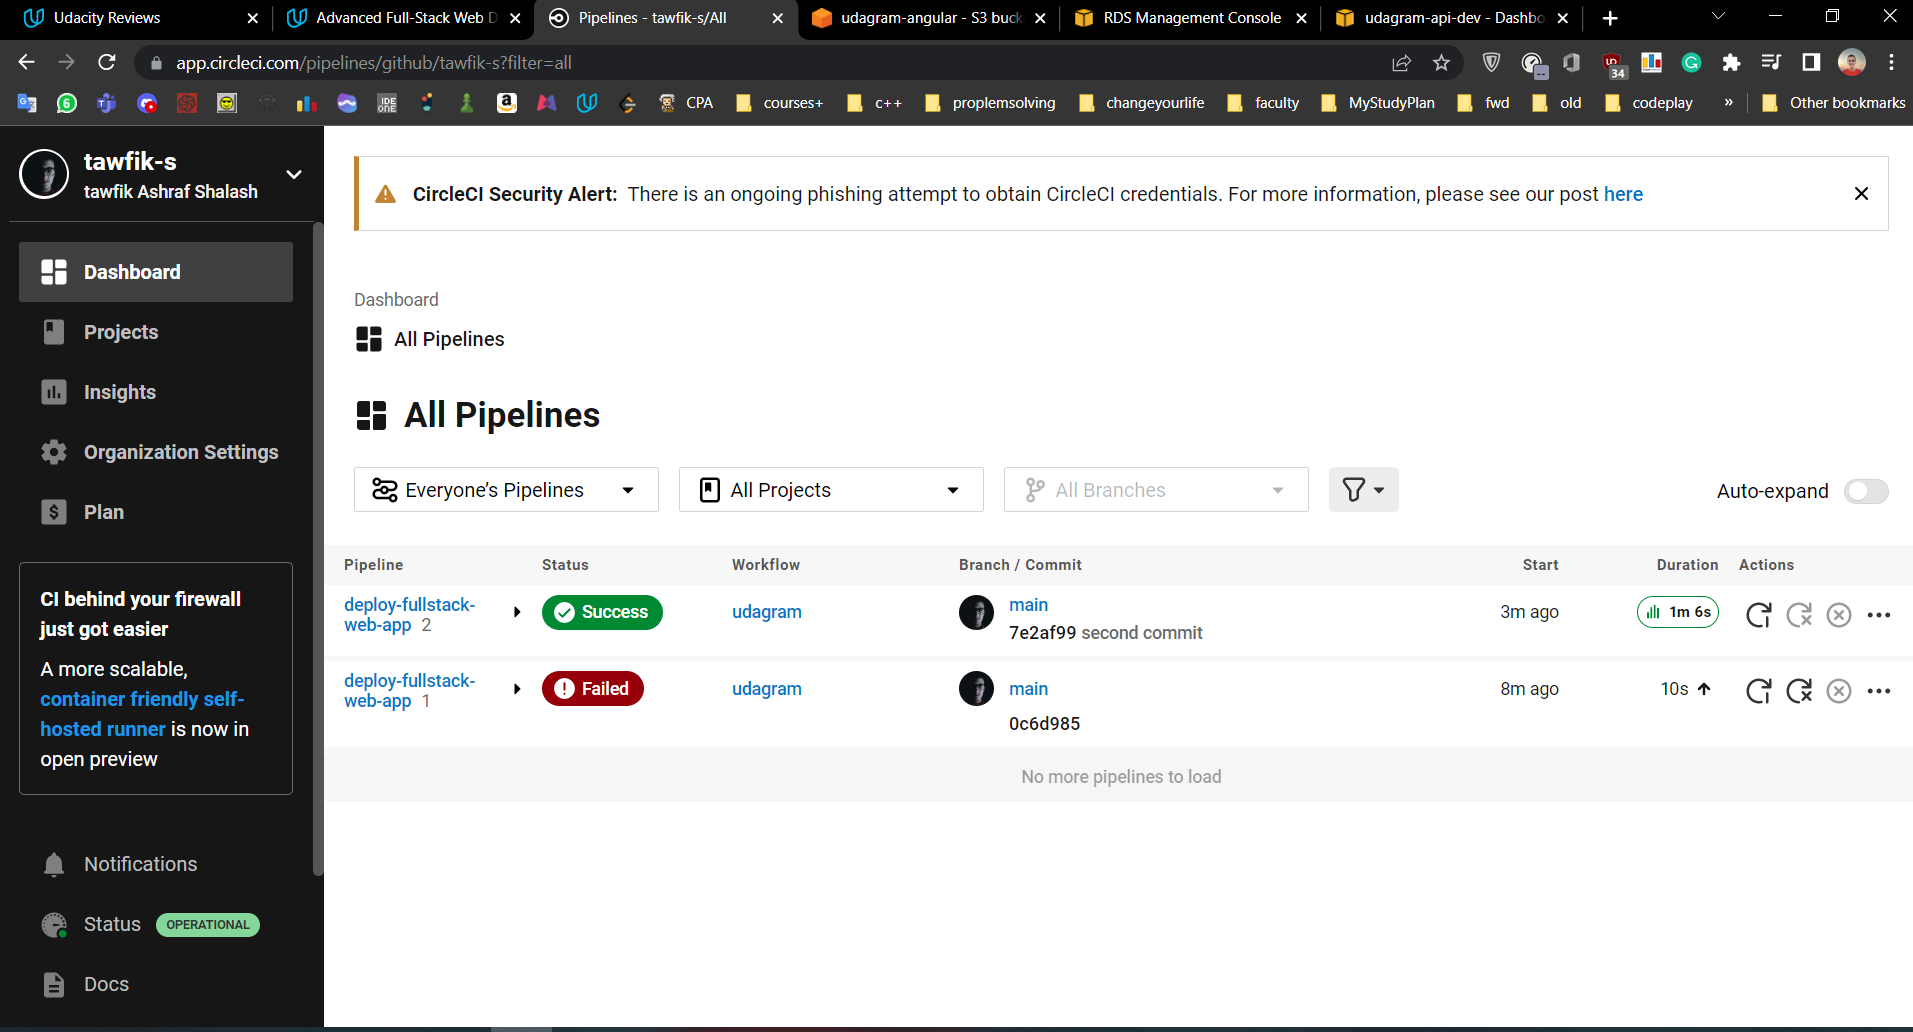 Udacity Reviews
Advanced Full-Stack Web D
Pipelines - tawfik-s/All
udagram-angular - S3 buck
RDS Management Console
udagram-api-dev - Dashbo
app.circleci.com/pipelines/github/tawfik-s?filter=all
34
6
IDE
ONE
CPA
courses+
c++
proplemsolving
changeyourlife
faculty
MyStudyPlan
fwd
old
codeplay
»
Other bookmarks
tawfik-s
tawfik Ashraf Shalash
Dashboard
Projects
Insights
Organization Settings
Plan
CI behind your firewall
just got easier
A more scalable,
container friendly self-
hosted runner is now in
open preview
Notifications
Status OPERATIONAL
Docs
CircleCI Security Alert: There is an ongoing phishing attempt to obtain CircleCI credentials. For more information, please see our post here
Dashboard
All Pipelines
All Pipelines
Everyone’s Pipelines
All Projects
All Branches
Auto-expand
Pipeline Status Workflow Branch / Commit Start Duration Actions
deploy-fullstack-
web-app 2
Success
udagram
main
7e2af99 second commit
3m ago
1m 6s
deploy-fullstack-
web-app 1
Failed
udagram
main
0c6d985
8m ago
10s
No more pipelines to load